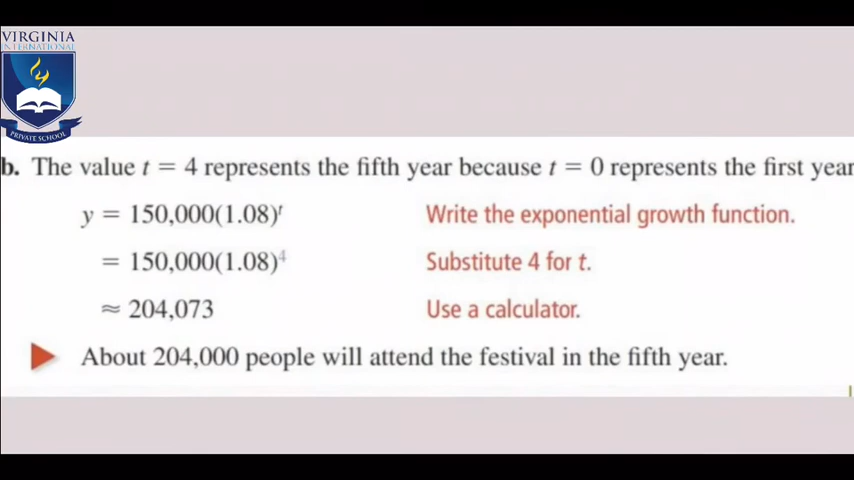 VIRGINIA
INTERNATIONAL
PRIVATE SCHOOL
b. The value t = 4 represents the fifth year because t = 0 represents the first year
y = 150,000(1.08)ᵗ Write the exponential growth function.
= 150,000(1.08)⁴ Substitute 4 for t.
≈ 204,073 Use a calculator.
About 204,000 people will attend the festival in the fifth year.